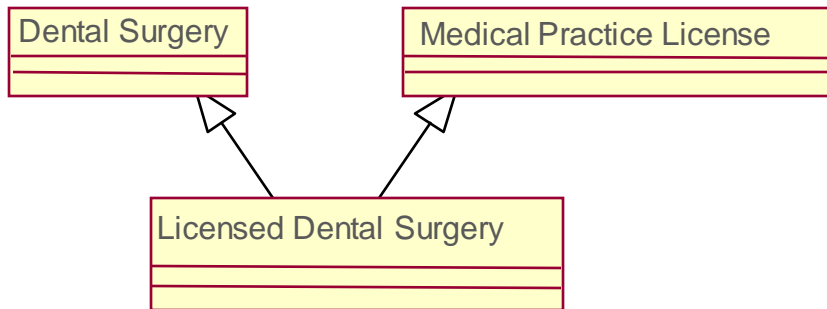 Dental Surgery
Medical Practice License
Licensed Dental Surgery